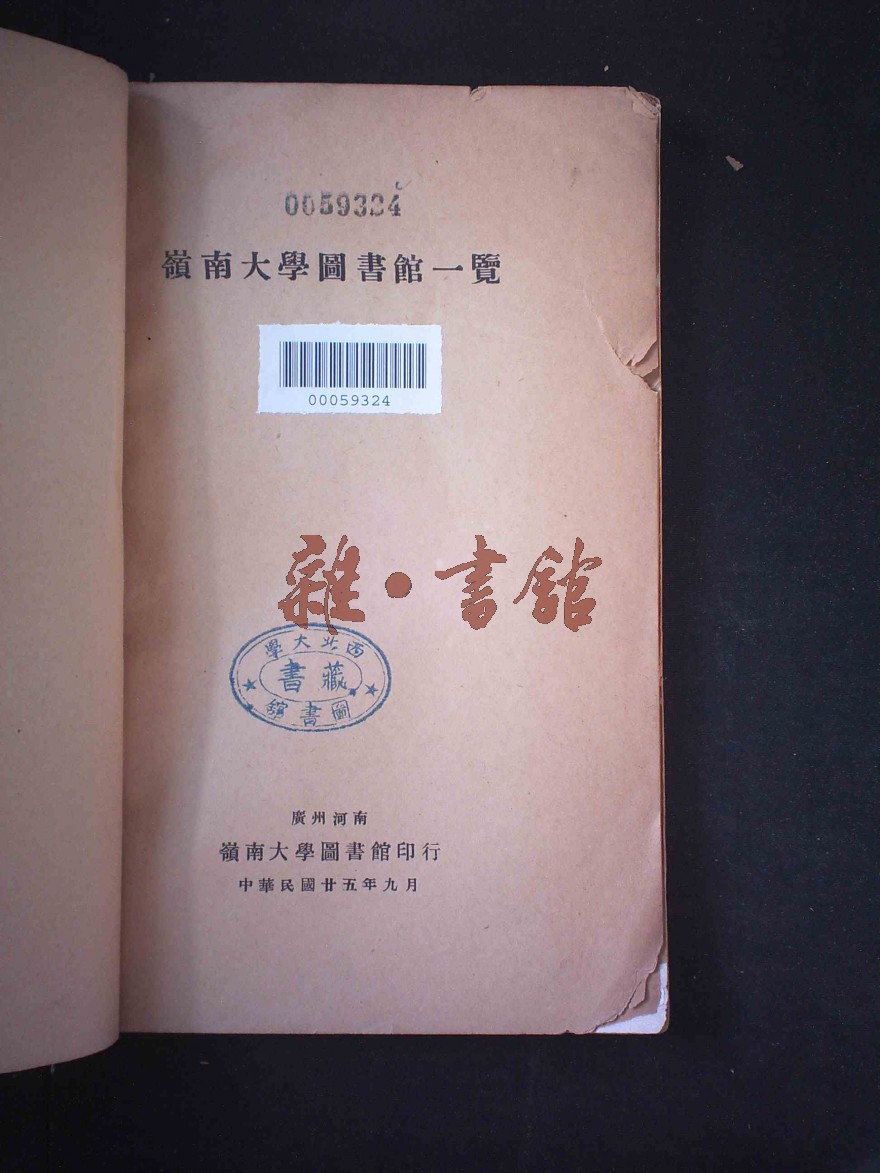 0059324
嶺南大學圖書館一覽
00059324
雜·書館
西北大學
藏書
圖書館
廣州河南
嶺南大學圖書館印行
中華民國廿五年九月